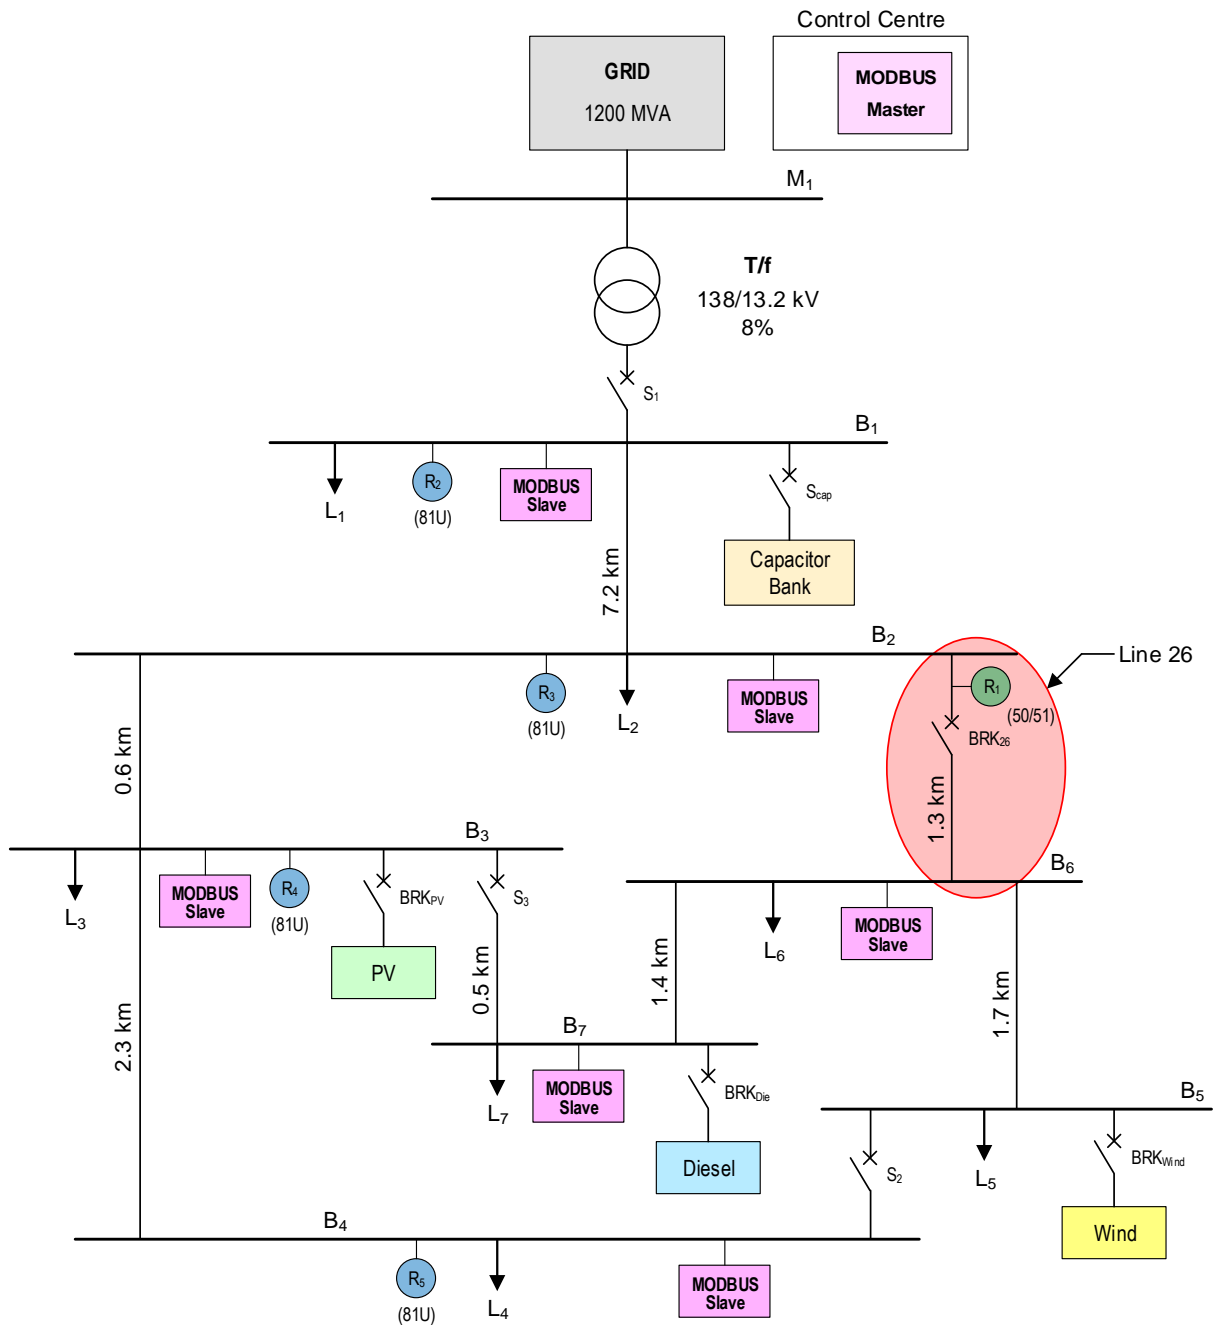 Control Centre
GRID
1200 MVA
MODBUS
Master
M1
T/f
138/13.2 kV
8%
S1
B1
L1
R2
(81U)
MODBUS
Slave
Scap
Capacitor
Bank
7.2 km
B2
Line 26
R3
(81U)
L2
MODBUS
Slave
R1
(50/51)
BRK26
0.6 km
1.3 km
B3
B6
L3
MODBUS
Slave
R4
(81U)
BRKPV
S3
PV
L6
MODBUS
Slave
2.3 km
0.5 km
1.4 km
1.7 km
B7
L7
MODBUS
Slave
BRKDie
Diesel
B5
S2
L5
BRKWind
Wind
B4
R5
(81U)
L4
MODBUS
Slave